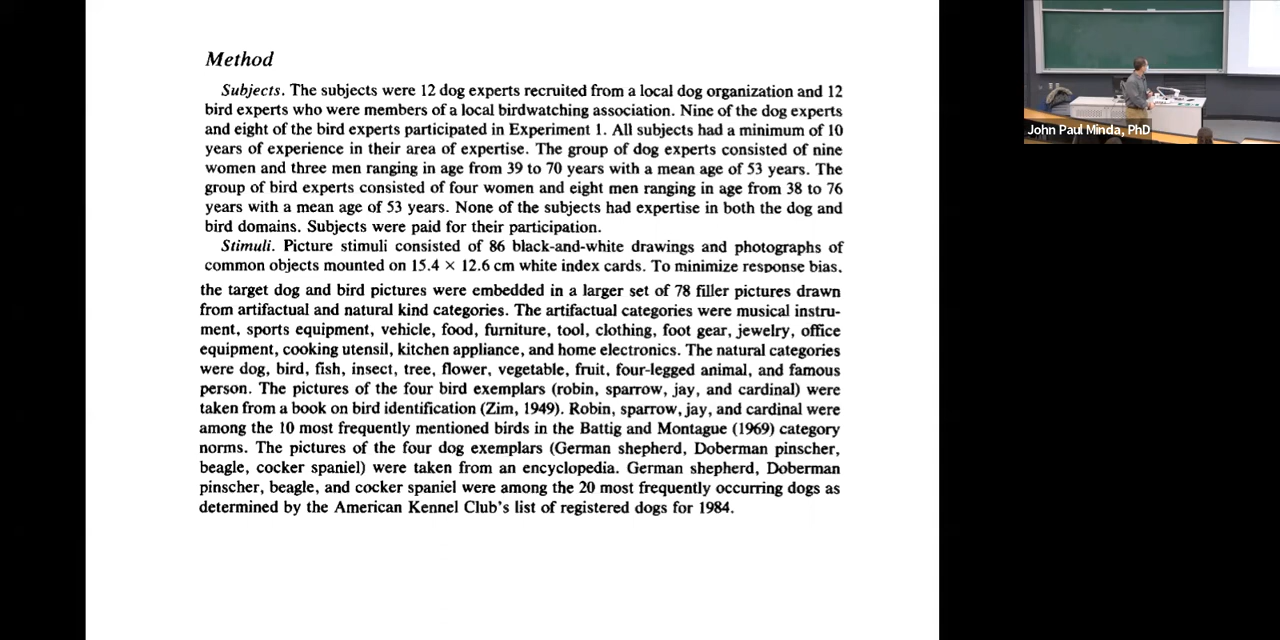 Method
Subjects. The subjects were 12 dog experts recruited from a local dog organization and 12
bird experts who were members of a local birdwatching association. Nine of the dog experts
and eight of the bird experts participated in Experiment 1. All subjects had a minimum of 10
years of experience in their area of expertise. The group of dog experts consisted of nine
women and three men ranging in age from 39 to 70 years with a mean age of 53 years. The
group of bird experts consisted of four women and eight men ranging in age from 38 to 76
years with a mean age of 53 years. None of the subjects had expertise in both the dog and
bird domains. Subjects were paid for their participation.
Stimuli. Picture stimuli consisted of 86 black-and-white drawings and photographs of
common objects mounted on 15.4 × 12.6 cm white index cards. To minimize response bias,
the target dog and bird pictures were embedded in a larger set of 78 filler pictures drawn
from artifactual and natural kind categories. The artifactual categories were musical instru-
ment, sports equipment, vehicle, food, furniture, tool, clothing, foot gear, jewelry, office
equipment, cooking utensil, kitchen appliance, and home electronics. The natural categories
were dog, bird, fish, insect, tree, flower, vegetable, fruit, four-legged animal, and famous
person. The pictures of the four bird exemplars (robin, sparrow, jay, and cardinal) were
taken from a book on bird identification (Zim, 1949). Robin, sparrow, jay, and cardinal were
among the 10 most frequently mentioned birds in the Battig and Montague (1969) category
norms. The pictures of the four dog exemplars (German shepherd, Doberman pinscher,
beagle, cocker spaniel) were taken from an encyclopedia. German shepherd, Doberman
pinscher, beagle, and cocker spaniel were among the 20 most frequently occurring dogs as
determined by the American Kennel Club's list of registered dogs for 1984.
John Paul Minda, PhD